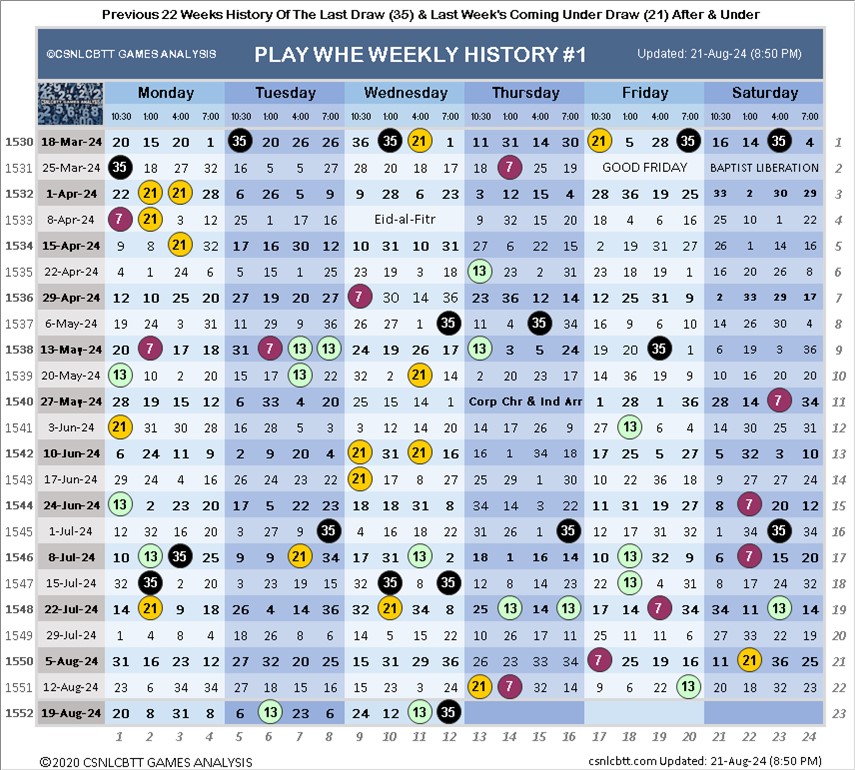 Previous 22 Weeks History Of The Last Draw (35) & Last Week's Coming Under Draw (21) After & Under
©CSNLCBTT GAMES ANALYSIS PLAY WHE WEEKLY HISTORY #1 Updated: 21-Aug-24 (8:50 PM)
Monday Tuesday Wednesday Thursday Friday Saturday
CSNLCBTT GAMES ANALYSIS 10:30 1:00 4:00 7:00 10:30 1:00 4:00 7:00 10:30 1:00 4:00 7:00 10:30 1:00 4:00 7:00 10:30 1:00 4:00 7:00 10:30 1:00 4:00 7:00
1530 18-Mar-24 20 15 20 1 35 20 26 26 36 35 21 1 11 31 14 30 21 5 28 35 16 14 35 4 1
1531 25-Mar-24 35 18 27 32 16 5 5 27 28 20 18 17 18 7 25 19 GOOD FRIDAY BAPTIST LIBERATION 2
1532 1-Apr-24 22 21 21 28 6 26 5 9 9 28 6 23 3 12 15 4 28 36 19 25 33 2 30 29 3
1533 8-Apr-24 7 21 3 12 25 1 17 16 Eid-al-Fitr 9 32 15 20 18 4 6 16 25 10 1 22 4
1534 15-Apr-24 9 8 21 32 17 16 30 12 10 31 10 31 27 6 22 15 2 19 31 27 26 1 14 16 5
1535 22-Apr-24 4 1 24 6 5 15 1 25 23 19 3 18 13 23 2 31 23 18 19 1 16 20 26 8 6
1536 29-Apr-24 12 10 25 20 27 19 20 27 7 30 14 36 23 36 12 14 12 25 31 9 2 33 29 17 7
1537 6-May-24 19 24 3 31 11 29 9 36 26 27 1 35 11 4 35 34 16 9 6 10 14 26 30 4 8
1538 13-May-24 20 7 17 18 31 7 13 13 24 19 26 17 13 3 5 24 19 20 35 1 6 19 3 36 9
1539 20-May-24 13 10 2 20 15 17 13 22 32 2 21 14 2 20 23 17 14 36 19 9 10 16 20 20 10
1540 27-May-24 28 19 15 12 6 33 4 20 25 15 14 1 Corp Chr & Ind Arr 1 28 1 36 28 14 7 34 11
1541 3-Jun-24 21 31 30 28 16 28 5 3 3 12 14 20 14 17 26 9 27 13 6 4 14 30 25 31 12
1542 10-Jun-24 6 24 11 9 2 9 20 4 21 31 21 16 16 1 34 18 17 25 5 27 5 32 3 10 13
1543 17-Jun-24 29 24 4 6 26 24 23 22 21 17 8 27 25 29 1 30 10 22 36 14 9 27 27 24 14
1544 24-Jun-24 13 2 23 20 17 5 22 23 18 18 31 8 34 14 3 22 11 31 19 27 8 7 20 12 15
1545 1-Jul-24 12 32 16 20 3 27 9 35 4 16 18 22 31 26 1 35 12 17 31 32 1 34 35 34 16
1546 8-Jul-24 10 13 35 25 9 9 21 34 17 31 13 2 18 1 16 14 10 13 32 9 6 7 15 20 17
1547 15-Jul-24 32 35 2 20 3 23 19 15 32 35 8 35 12 8 14 23 22 13 4 31 8 17 24 32 18
1548 22-Jul-24 14 21 9 18 26 4 14 36 32 21 34 8 25 13 14 13 17 14 7 34 34 11 13 14 19
1549 29-Jul-24 1 4 8 4 18 26 8 6 14 5 15 22 10 26 11 17 25 11 11 6 27 33 22 19 20
1550 5-Aug-24 31 16 23 12 27 32 20 25 15 31 29 36 26 23 33 34 7 25 19 16 11 21 36 25 21
1551 12-Aug-24 23 6 34 34 27 18 15 16 12 23 3 24 21 7 32 14 9 6 22 13 20 22 33 13 22
1552 19-Aug-24 20 8 31 8 6 13 23 6 24 12 13 35 23
1 2 3 4 5 6 7 8 9 10 11 12 13 14 15 16 17 18 19 20 21 22 23 24
©2020 CSNLCBTT GAMES ANALYSIS csnlcbtt.com Updated: 21-Aug-24 (8:50 PM)